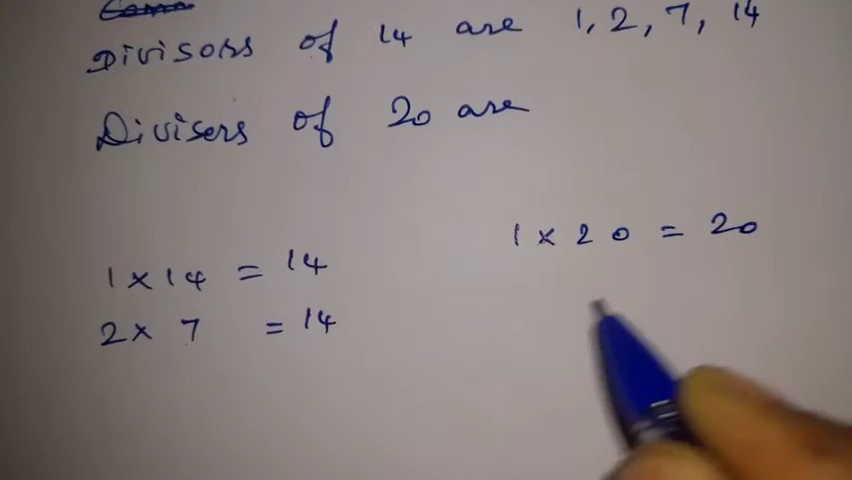 Divisors of 14 are 1, 2, 7, 14
Divisers of 20 are
1 × 20 = 20
1 × 14 = 14
2 × 7 = 14